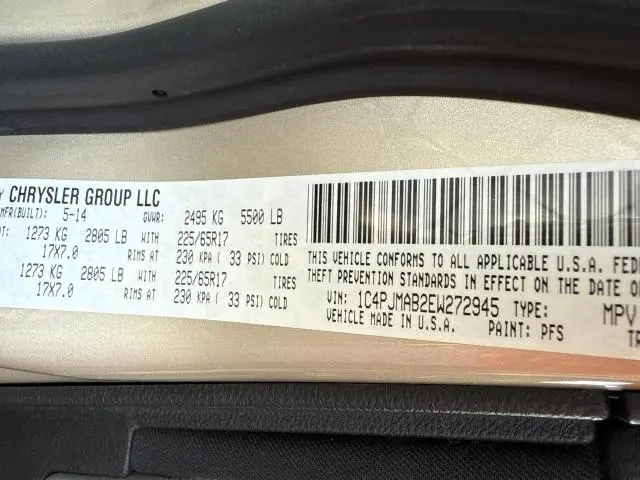 Y CHRYSLER GROUP LLC
MFR(BUILT): 5-14 GVWR: 2495 KG 5500 LB
1273 KG 2805 LB WITH 225/65R17 TIRES
17X7.0 RIMS AT 230 KPA ( 33 PSI) COLD
1273 KG 2805 LB WITH 225/65R17 TIRES
17X7.0 RIMS AT 230 KPA ( 33 PSI) COLD
THIS VEHICLE CONFORMS TO ALL APPLICABLE U.S.A. FEDE
THEFT PREVENTION STANDARDS IN EFFECT ON THE DATE O
VIN: 1C4PJMAB2EW272945 TYPE: MPV
VEHICLE MADE IN U.S.A. PAINT: PFS TR